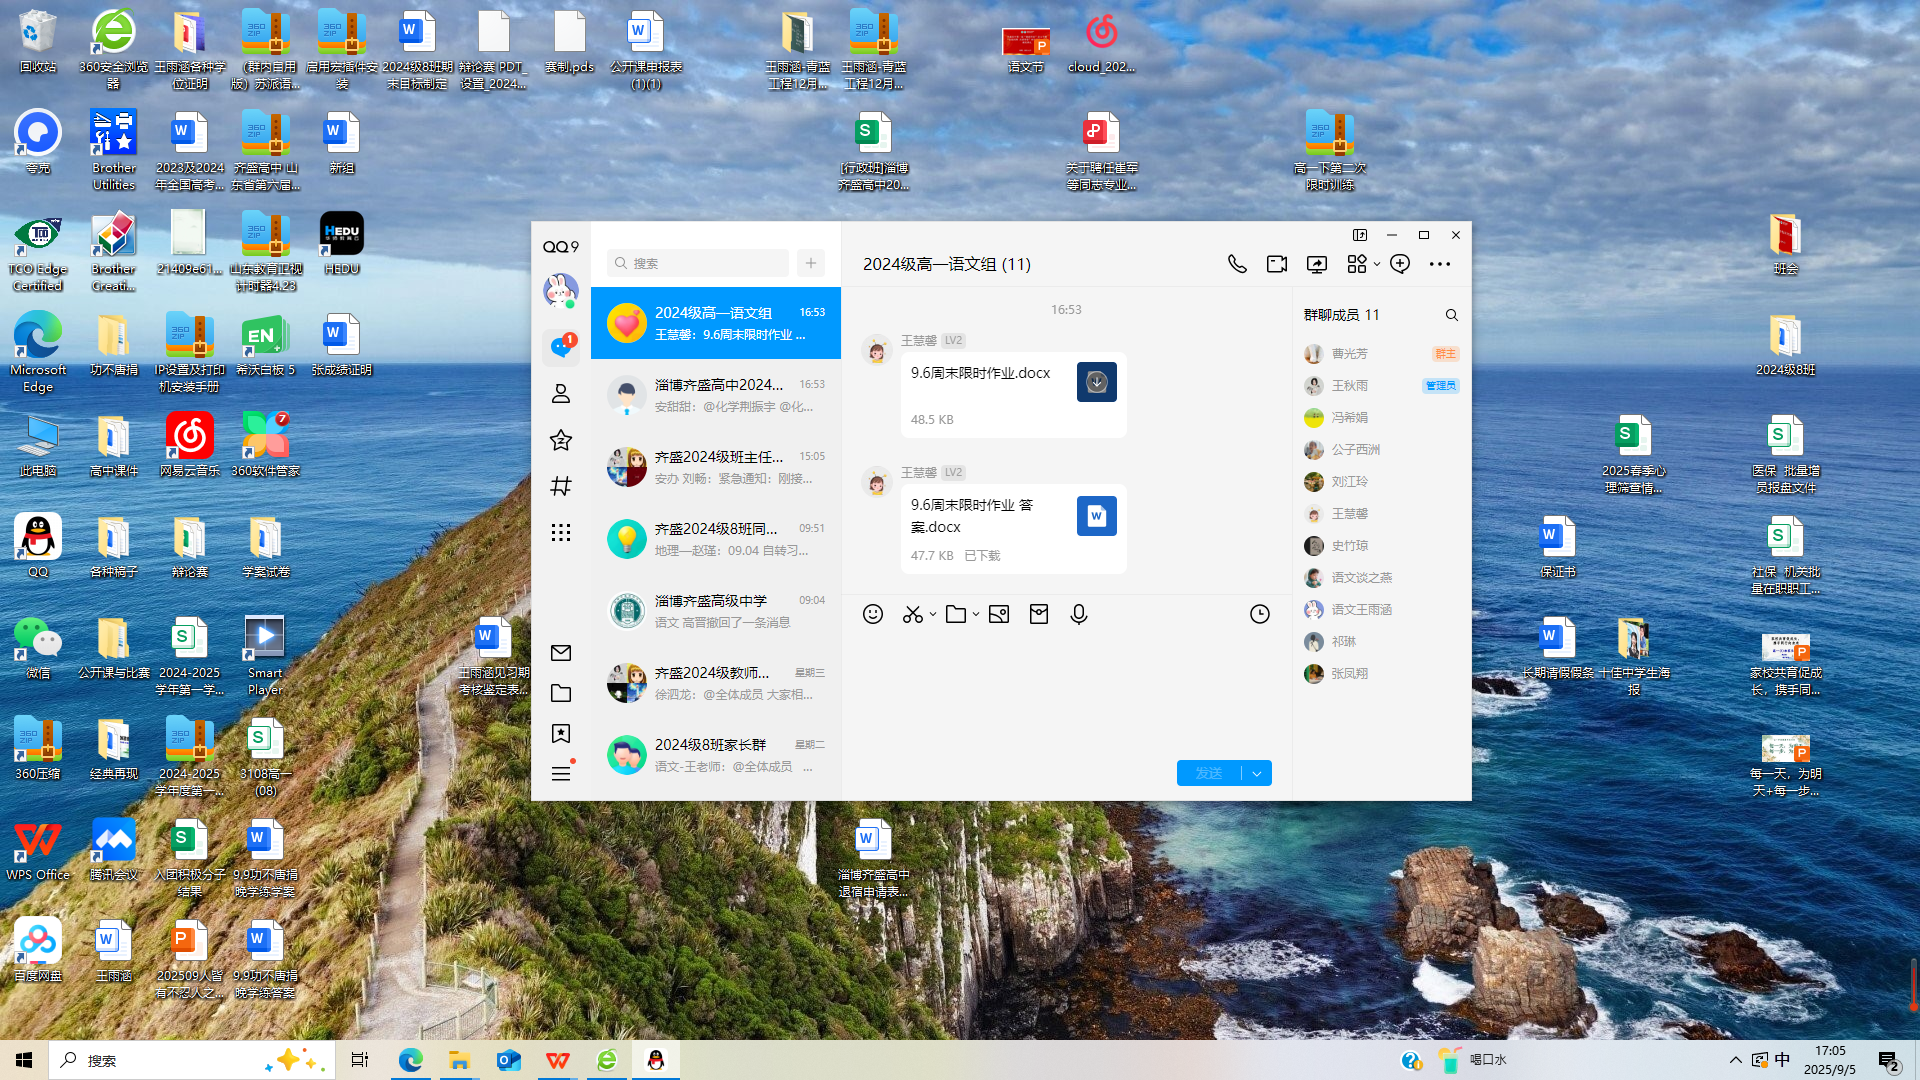 回收站
360安全浏览
器
王雨涵各种学
位证明
（群内自用
版）苏派语...
启用宏插件安
装
2024级8班期
末目标制定
辩论赛 PDT_
设置_2024...
赛制.pds
公开课申报表
(1)(1)
王雨涵-青蓝
工程12月...
王雨涵-青蓝
工程12月...
语文节
cloud_202...
夸克
Brother
Utilities
2023及2024
年全国高考...
齐盛高中 山
东省第六届...
新组
[行政班]淄博
齐盛高中20...
关于聘任崔军
等同志专业...
高一下第二次
限时训练
TCO Edge
Certified
Brother
Creati...
21409e61...
山东教育正视
计时器4.23
HEDU
班会
Microsoft
Edge
功不唐捐
IP设置及打印
机安装手册
希沃白板 5
张成绩证明
2024级8班
此电脑
高中课件
网易云音乐
360软件管家
2025春季心
理筛查情...
医保_批量增
员报盘文件
QQ
各种稿子
辩论赛
学案试卷
保证书
社保_机关批
量在职职工...
微信
公开课与比赛
2024-2025
学年第一学...
Smart
Player
王雨涵见习期
考核鉴定表...
长期请假假条
十佳中学生海
报
家校共育促成
长，携手同...
360压缩
经典再现
2024-2025
学年度第一...
3108高一
(08)
每一天，为明
天+每一步...
WPS Office
腾讯会议
入团积极分子
结果
9.9功不唐捐
晚学练学案
淄博齐盛高中
退宿申请表...
百度网盘
王雨涵
202509人皆
有不忍人之...
9.9功不唐捐
晚学练答案
QQ9
搜索
2024级高一语文组 16:53
王慧馨：9.6周末限时作业 ...
淄博齐盛高中2024... 16:53
安甜甜：@化学荆振宇 @化...
齐盛2024级班主任... 15:05
安办 刘畅：紧急通知：刚接...
齐盛2024级8班同... 09:51
地理—赵瑾：09.04 自转习...
淄博齐盛高级中学 09:04
语文 高晋撤回了一条消息
齐盛2024级教师... 星期三
徐泗龙：@全体成员 大家相...
2024级8班家长群 星期二
语文-王老师：@全体成员 ...
2024级高一语文组 (11)
16:53
王慧馨 LV2
9.6周末限时作业.docx
48.5 KB
王慧馨 LV2
9.6周末限时作业 答
案.docx
47.7 KB 已下载
发送
群聊成员 11
曹光芳 群主
王秋雨 管理员
冯希娟
公子西洲
刘江玲
王慧馨
史竹琼
语文谈之燕
语文王雨涵
祁琳
张凤翔
搜索
喝口水
中
17:05
2025/9/5
2